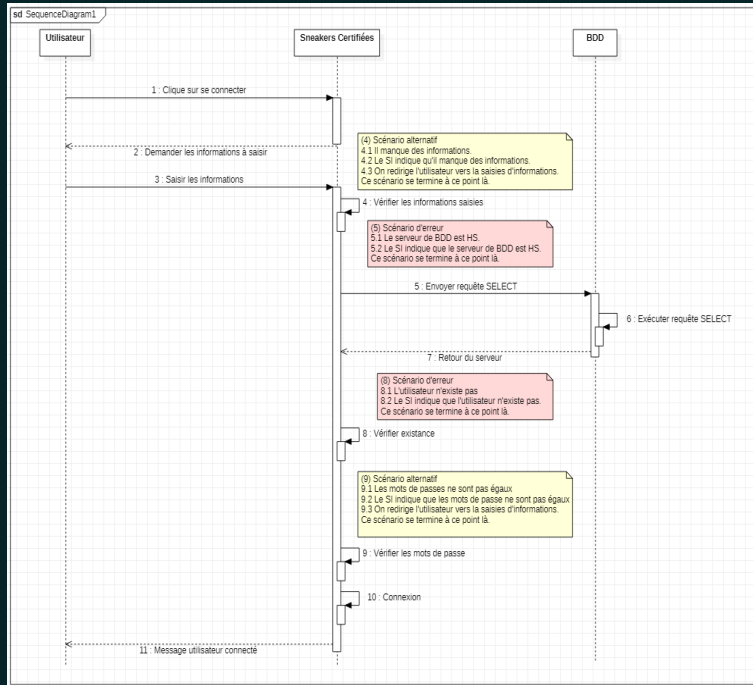 sd SequenceDiagram1
Utilisateur
Sneakers Certifiées
BDD
1 : Clique sur se connecter
2 : Demander les informations à saisir
(4) Scénario alternatif
4.1 Il manque des informations.
4.2 Le SI indique qu'il manque des informations.
4.3 On redirige l'utilisateur vers la saisies d'informations.
Ce scénario se termine à ce point là.
3 : Saisir les informations
4 : Vérifier les informations saisies
(5) Scénario d'erreur
5.1 Le serveur de BDD est HS.
5.2 Le SI indique que le serveur de BDD est HS.
Ce scénario se termine à ce point là.
5 : Envoyer requête SELECT
6 : Exécuter requête SELECT
7 : Retour du serveur
(8) Scénario d'erreur
8.1 L'utilisateur n'existe pas
8.2 Le SI indique que l'utilisateur n'existe pas.
Ce scénario se termine à ce point là.
8 : Vérifier existance
(9) Scénario alternatif
9.1 Les mots de passes ne sont pas égaux
9.2 Le SI indique que les mots de passe ne sont pas égaux
9.3 On redirige l'utilisateur vers la saisies d'informations.
Ce scénario se termine à ce point là.
9 : Vérifier les mots de passe
10 : Connexion
11 : Message utilisateur connecté